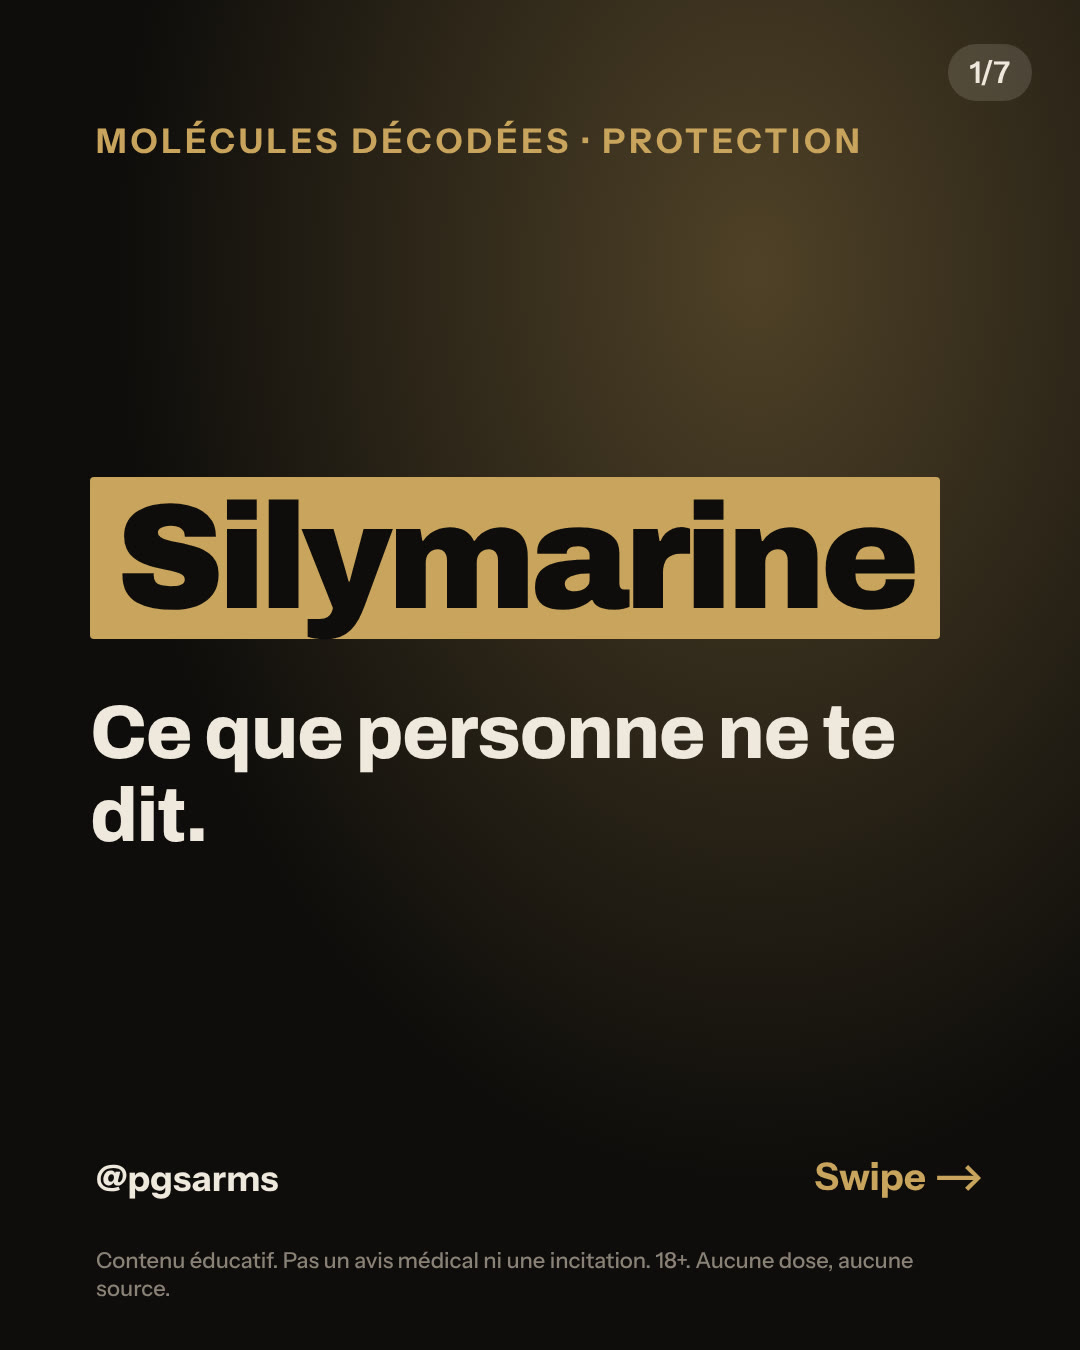 1/7
MOLÉCULES DÉCODÉES · PROTECTION
Silymarine
Ce que personne ne te
dit.
@pgsarms
Swipe →
Contenu éducatif. Pas un avis médical ni une incitation. 18+. Aucune dose, aucune
source.